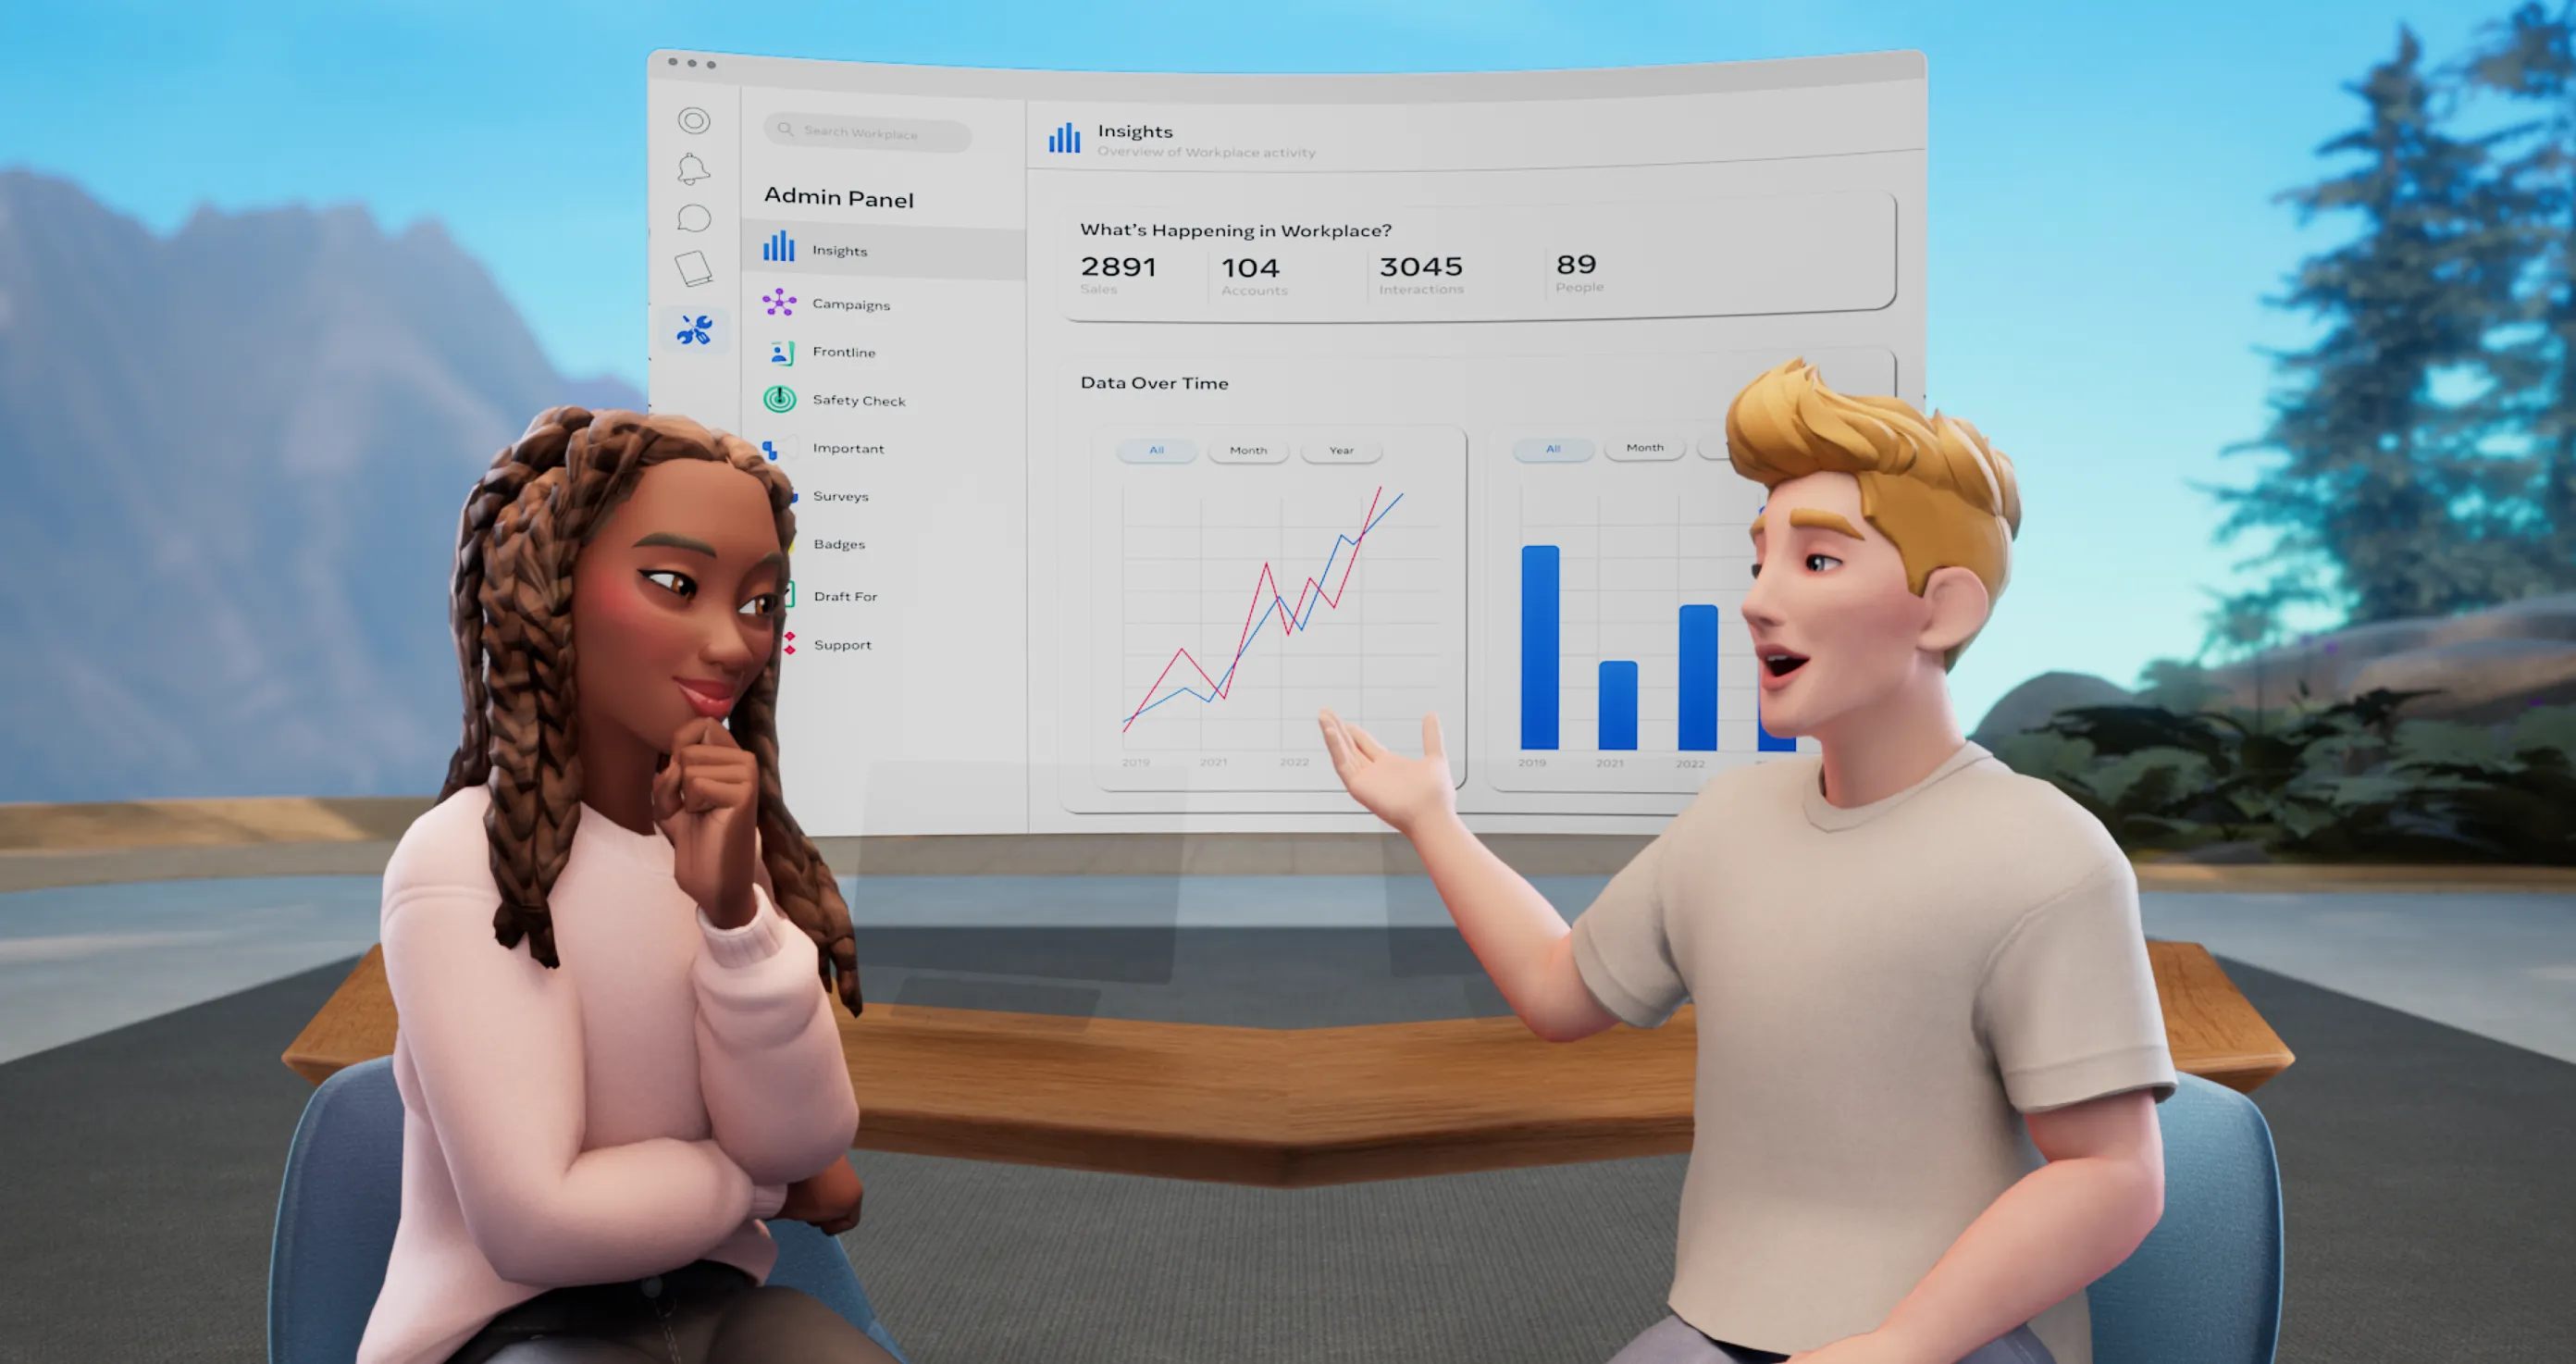 Search Workplace
Admin Panel
Insights
Campaigns
Frontline
Safety Check
Important
Surveys
Badges
Draft For
Support
Insights
Overview of Workplace activity
What's Happening in Workplace?
2891 104 3045 89
Sales Accounts Interactions People
Data Over Time
All Month Year
2019 2021 2022
All Month
2019 2021 2022